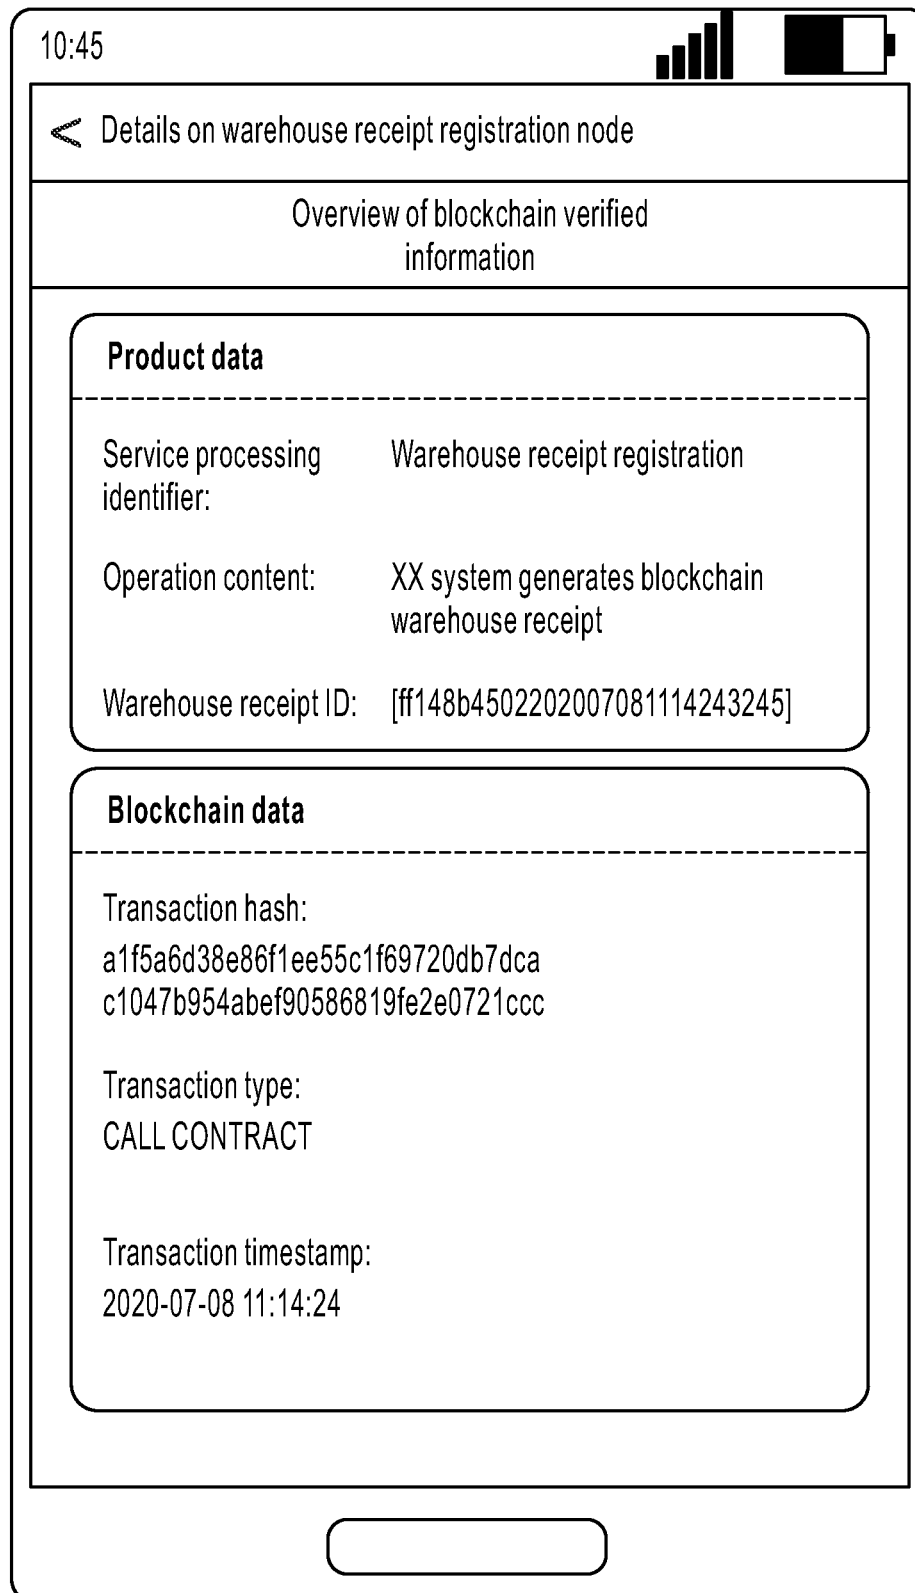 10:45
< Details on warehouse receipt registration node
Overview of blockchain verified
information
Product data
Service processing identifier: Warehouse receipt registration
Operation content: XX system generates blockchain warehouse receipt
Warehouse receipt ID: [ff148b4502202007081114243245]
Blockchain data
Transaction hash:
a1f5a6d38e86f1ee55c1f69720db7dca
c1047b954abef90586819fe2e0721ccc
Transaction type:
CALL CONTRACT
Transaction timestamp:
2020-07-08 11:14:24